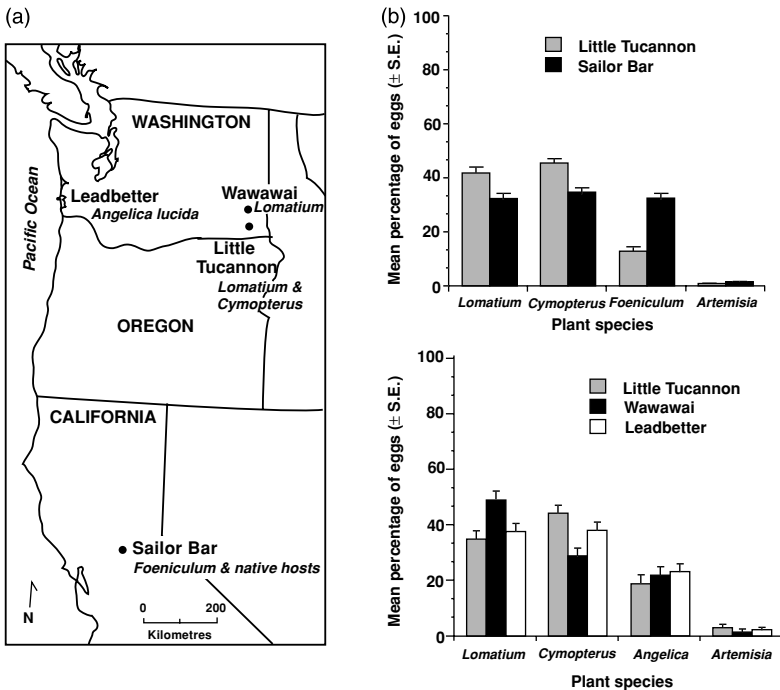 (a)
WASHINGTON
Pacific Ocean
Leadbetter
Angelica lucida
Wawawai
Lomatium
Little
Tucannon
Lomatium &
Cymopterus
OREGON
CALIFORNIA
Sailor Bar
Foeniculum & native hosts
N
0 200
Kilometres
(b)
Mean percentage of eggs (± S.E.)
100
80
60
40
20
0
Little Tucannon
Sailor Bar
Lomatium Cymopterus Foeniculum Artemisia
Plant species
Mean percentage of eggs (± S.E.)
100
80
60
40
20
0
Little Tucannon
Wawawai
Leadbetter
Lomatium Cymopterus Angelica Artemisia
Plant species